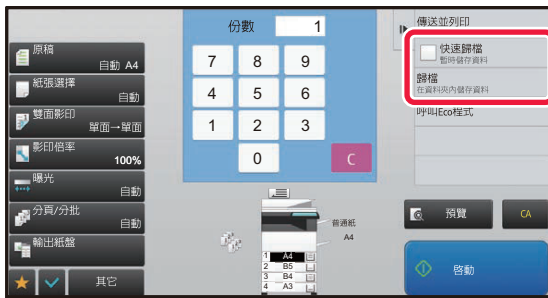 原稿
自動 A4
紙張選擇
自動
雙面影印
單面→單面
影印倍率
100%
曝光
自動
分頁/分批
自動
輸出紙盤
其它
份數 1
7 8 9
4 5 6
1 2 3
0 C
普通紙
A4
1 A4
2 B5
3 B4
4 A3
傳送並列印
快速歸檔
暫時儲存資料
歸檔
在資料夾內儲存資料
呼叫Eco程式
預覽 CA
啓動